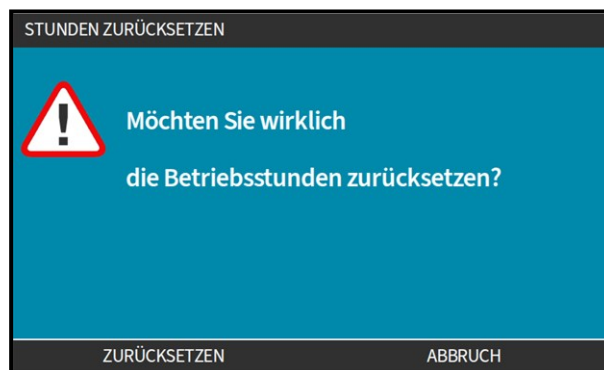 STUNDEN ZURÜCKSETZEN
!
Möchten Sie wirklich
die Betriebsstunden zurücksetzen?
ZURÜCKSETZEN ABBRUCH